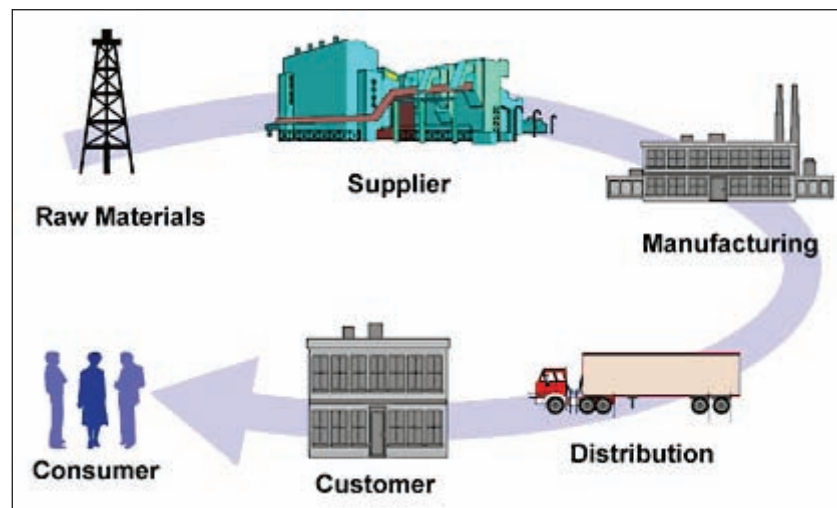 Raw Materials
Supplier
Manufacturing
Distribution
Customer
Consumer